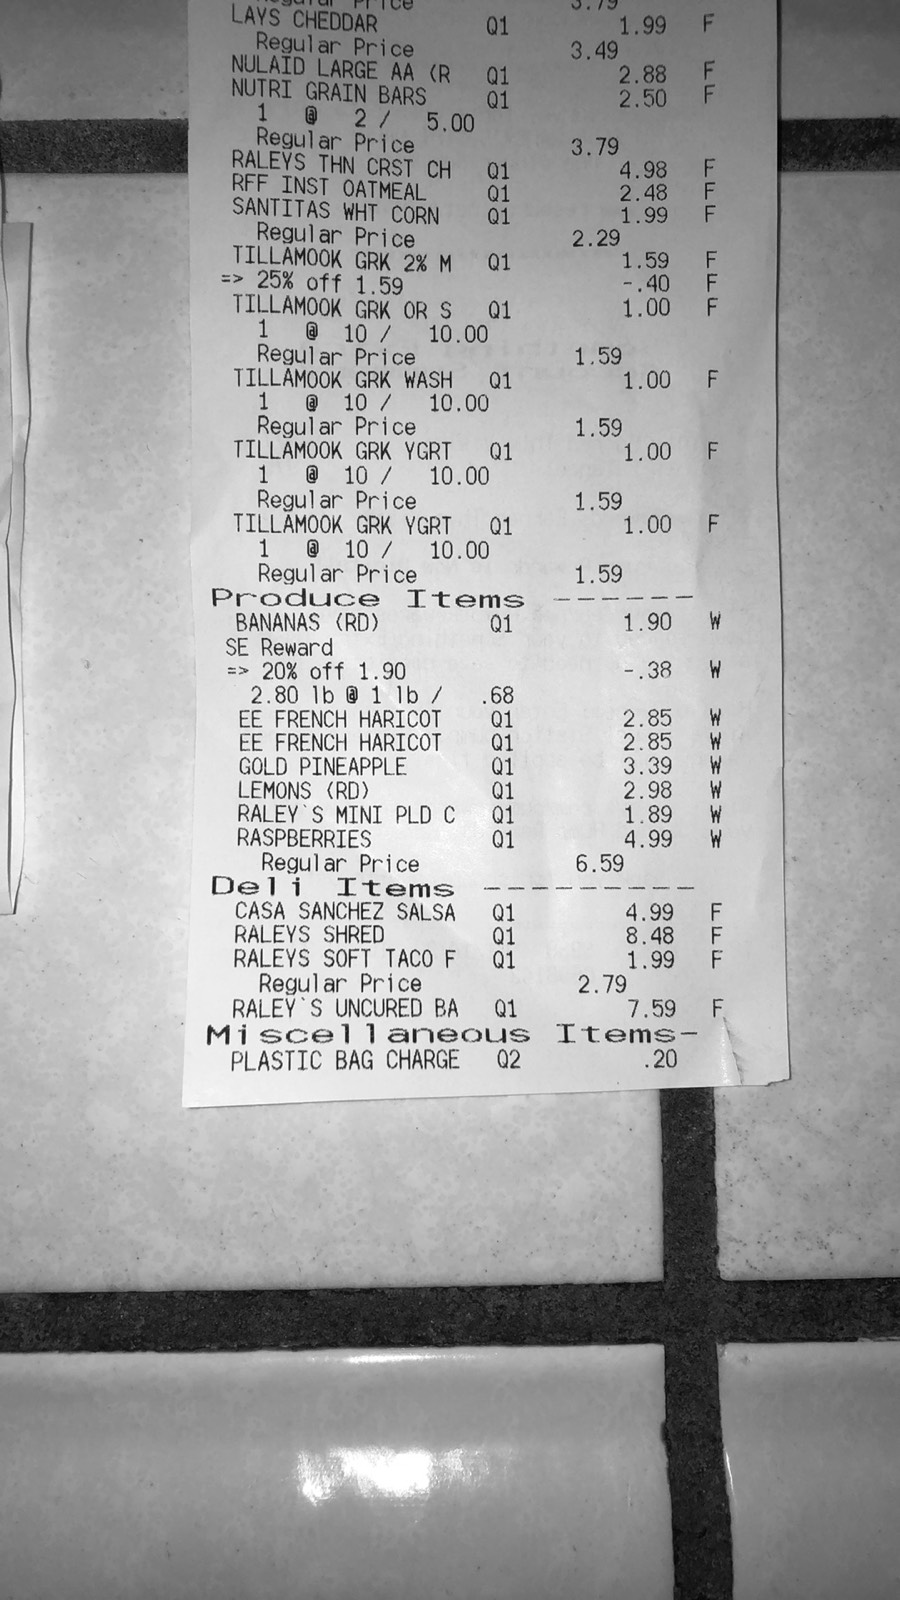 Regular Price 3.79
LAYS CHEDDAR Q1 1.99 F
Regular Price 3.49
NULAID LARGE AA (R Q1 2.88 F
NUTRI GRAIN BARS Q1 2.50 F
1 @ 2 / 5.00
Regular Price 3.79
RALEYS THN CRST CH Q1 4.98 F
RFF INST OATMEAL Q1 2.48 F
SANTITAS WHT CORN Q1 1.99 F
Regular Price 2.29
TILLAMOOK GRK 2% M Q1 1.59 F
=> 25% off 1.59 -.40 F
TILLAMOOK GRK OR S Q1 1.00 F
1 @ 10 / 10.00
Regular Price 1.59
TILLAMOOK GRK WASH Q1 1.00 F
1 @ 10 / 10.00
Regular Price 1.59
TILLAMOOK GRK YGRT Q1 1.00 F
1 @ 10 / 10.00
Regular Price 1.59
TILLAMOOK GRK YGRT Q1 1.00 F
1 @ 10 / 10.00
Regular Price 1.59
Produce Items ------
BANANAS (RD) Q1 1.90 W
SE Reward
=> 20% off 1.90 -.38 W
2.80 lb @ 1 lb / .68
EE FRENCH HARICOT Q1 2.85 W
EE FRENCH HARICOT Q1 2.85 W
GOLD PINEAPPLE Q1 3.39 W
LEMONS (RD) Q1 2.98 W
RALEY`S MINI PLD C Q1 1.89 W
RASPBERRIES Q1 4.99 W
Regular Price 6.59
Deli Items ---------
CASA SANCHEZ SALSA Q1 4.99 F
RALEYS SHRED Q1 8.48 F
RALEYS SOFT TACO F Q1 1.99 F
Regular Price 2.79
RALEY`S UNCURED BA Q1 7.59 F
Miscellaneous Items-
PLASTIC BAG CHARGE Q2 .20